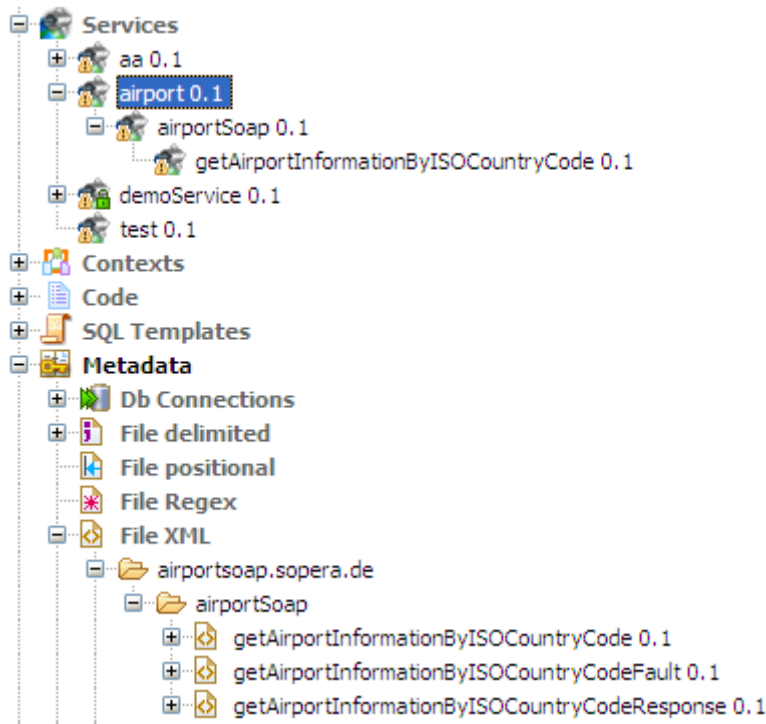 Services
aa 0.1
airport 0.1
airportSoap 0.1
getAirportInformationByISOCountryCode 0.1
demoService 0.1
test 0.1
Contexts
Code
SQL Templates
Metadata
Db Connections
File delimited
File positional
File Regex
File XML
airportsoap.sopera.de
airportSoap
getAirportInformationByISOCountryCode 0.1
getAirportInformationByISOCountryCodeFault 0.1
getAirportInformationByISOCountryCodeResponse 0.1